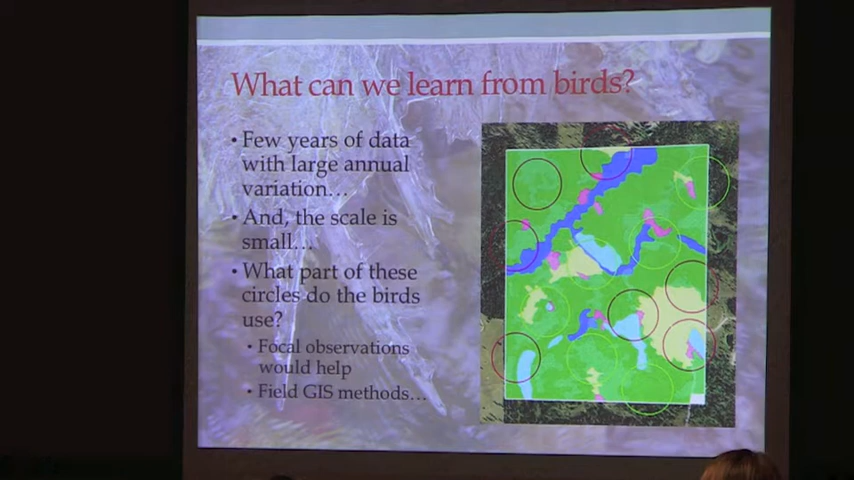 What can we learn from birds?
• Few years of data
with large annual
variation…
• And, the scale is
small…
• What part of these
circles do the birds
use?
• Focal observations
would help
• Field GIS methods…